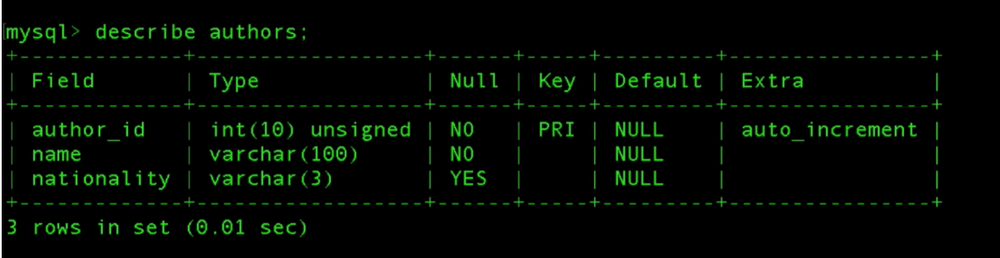 mysql> describe authors;
+-------------+------------------+------+-----+---------+----------------+
| Field       | Type             | Null | Key | Default | Extra          |
+-------------+------------------+------+-----+---------+----------------+
| author_id   | int(10) unsigned | NO   | PRI | NULL    | auto_increment |
| name        | varchar(100)     | NO   |     | NULL    |                |
| nationality | varchar(3)       | YES  |     | NULL    |                |
+-------------+------------------+------+-----+---------+----------------+
3 rows in set (0.01 sec)